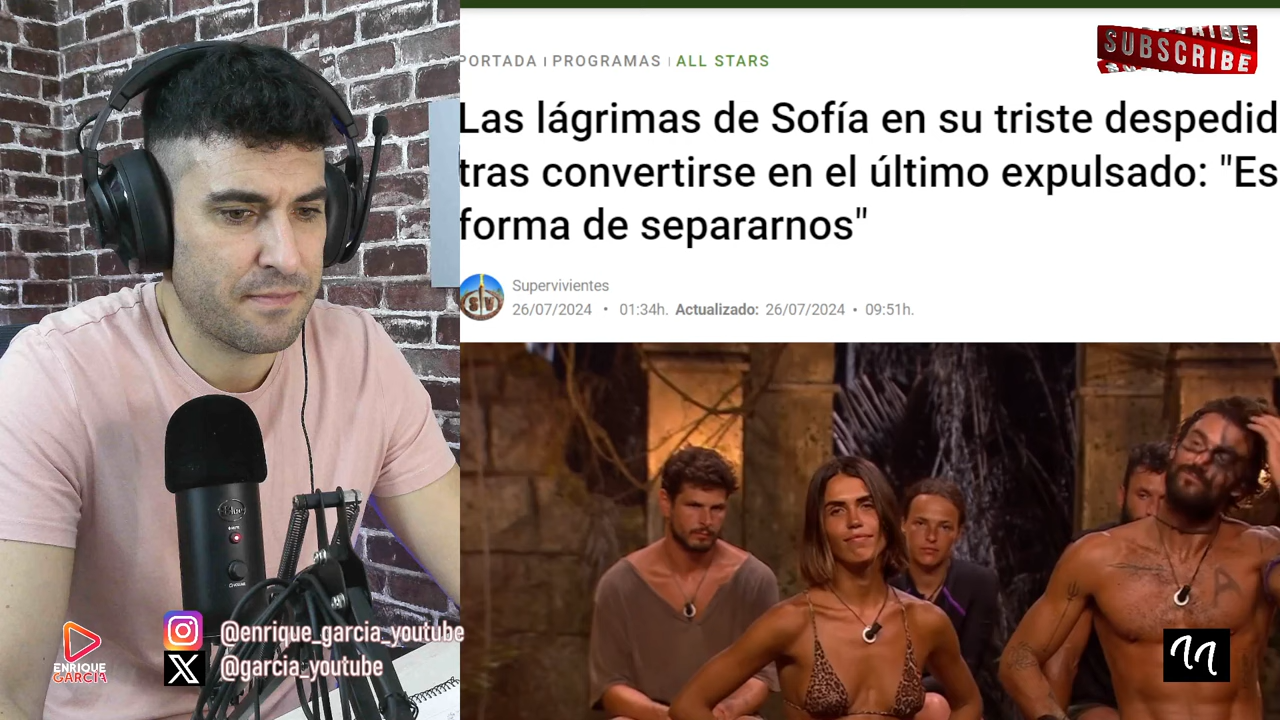 PORTADA | PROGRAMAS | ALL STARS
SUBSCRIBE
Las lágrimas de Sofía en su triste despedid
tras convertirse en el último expulsado: "Es
forma de separarnos"
Supervivientes
26/07/2024 • 01:34h. Actualizado: 26/07/2024 • 09:51h.
SV
Blue
@enrique_garcia_youtube
@garcia_youtube
ENRIQUE
GARCIA